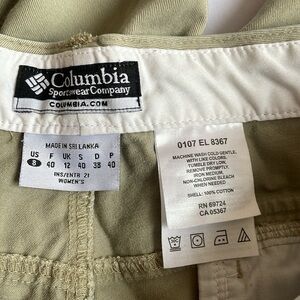 Columbia
Sportswear Company
COLUMBIA.COM
MADE IN SRI LANKA
US F UK S D P
8 40 12 40 38 40
INS/ENTR 21
WOMEN'S
0107 EL 8367
MACHINE WASH COLD-GENTLE,
WITH LIKE COLORS.
TUMBLE DRY LOW.
REMOVE PROMPTLY.
IRON MEDIUM.
NON-CHLORINE BLEACH
WHEN NEEDED
SHELL: 100% COTTON
RN 69724
CA 05367